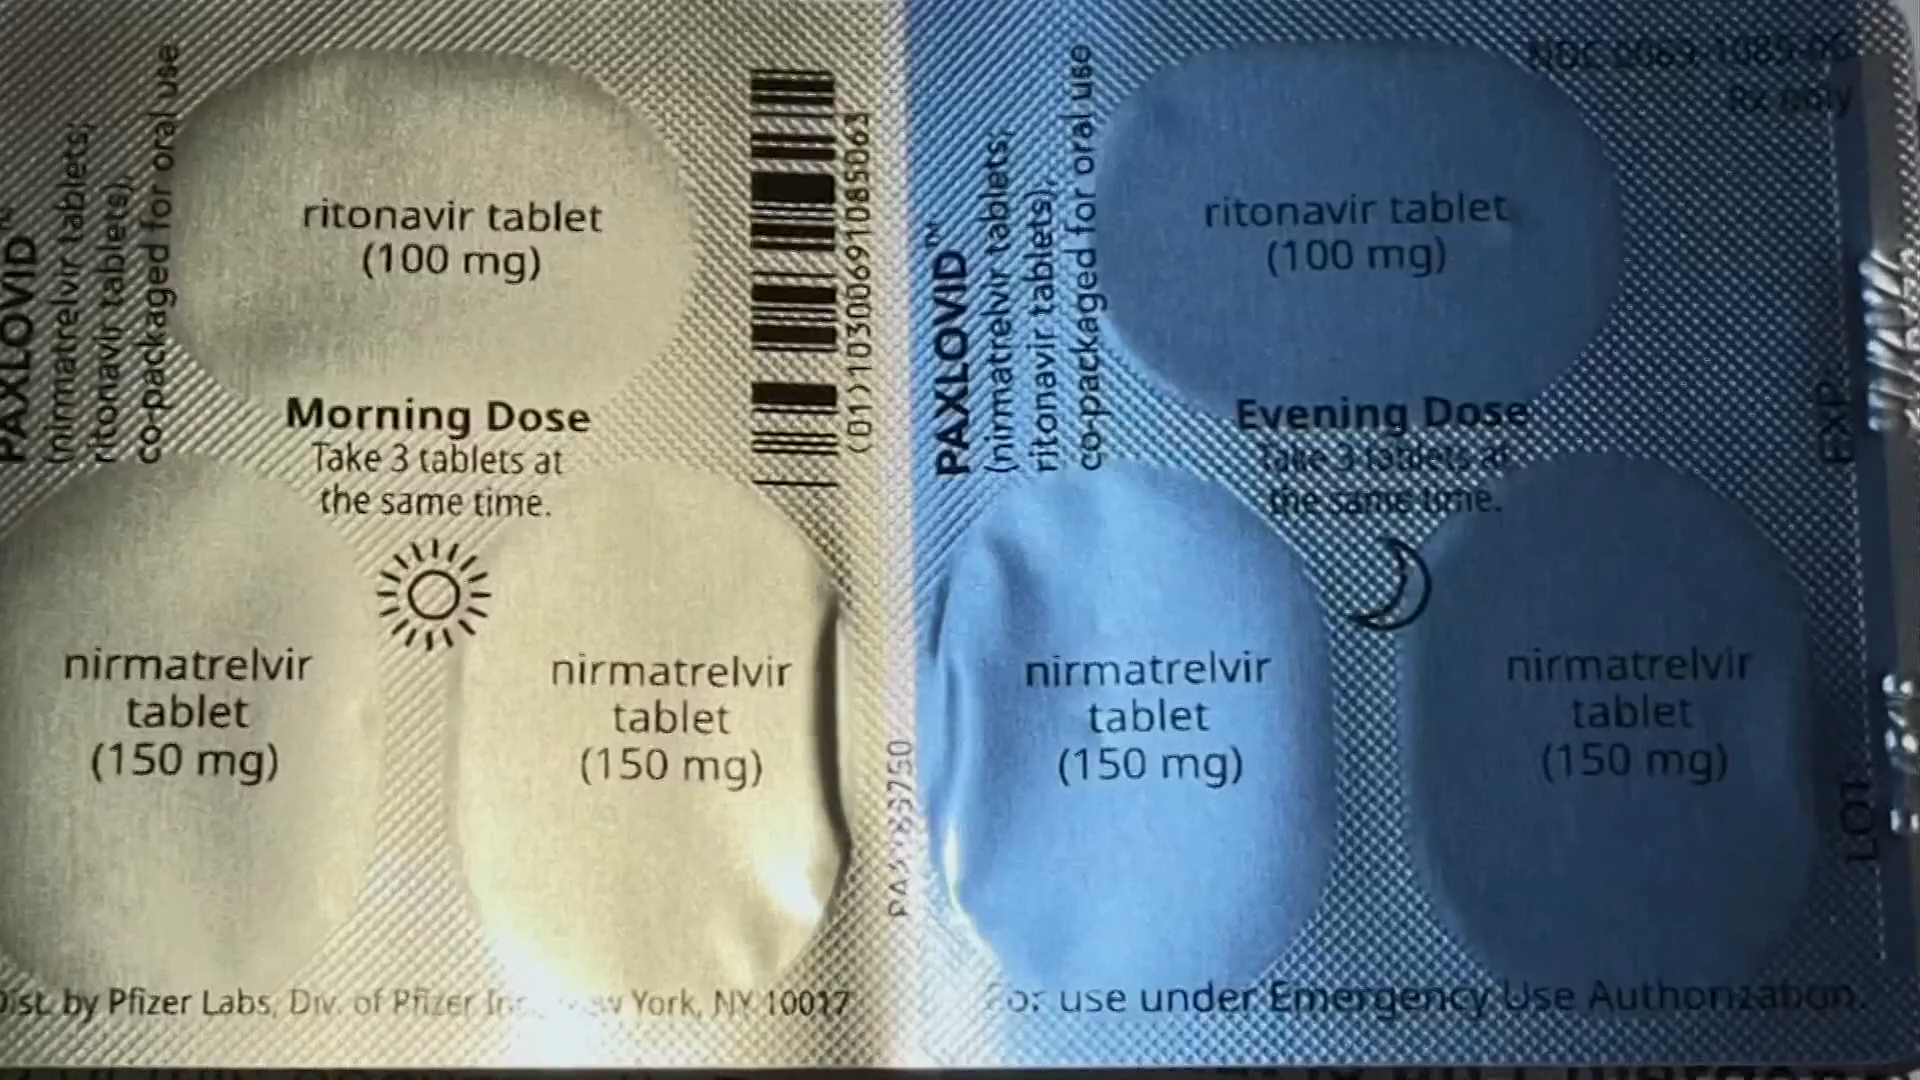 PAXLOVID™
(nirmatrelvir tablets;
ritonavir tablets),
co-packaged for oral use
ritonavir tablet
(100 mg)
Morning Dose
Take 3 tablets at
the same time.
nirmatrelvir
tablet
(150 mg)
nirmatrelvir
tablet
(150 mg)
(01)10300691085063
Dist. by Pfizer Labs, Div. of Pfizer York, NY 10017
PAXLOVID™
(nirmatrelvir tablets;
ritonavir tablets),
co-packaged for oral use
NDC 0069-1085-06
Rx only
ritonavir tablet
(100 mg)
Evening Dose
Take 3 tablets at
the same time.
nirmatrelvir
tablet
(150 mg)
nirmatrelvir
tablet
(150 mg)
EXP
LOT
For use under Emergency Use Authorization.